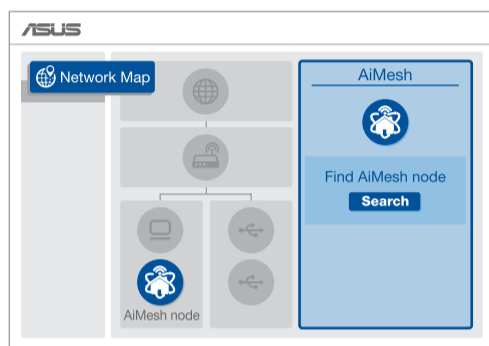 ASUS
Network Map
AiMesh
Find AiMesh node
Search
AiMesh node